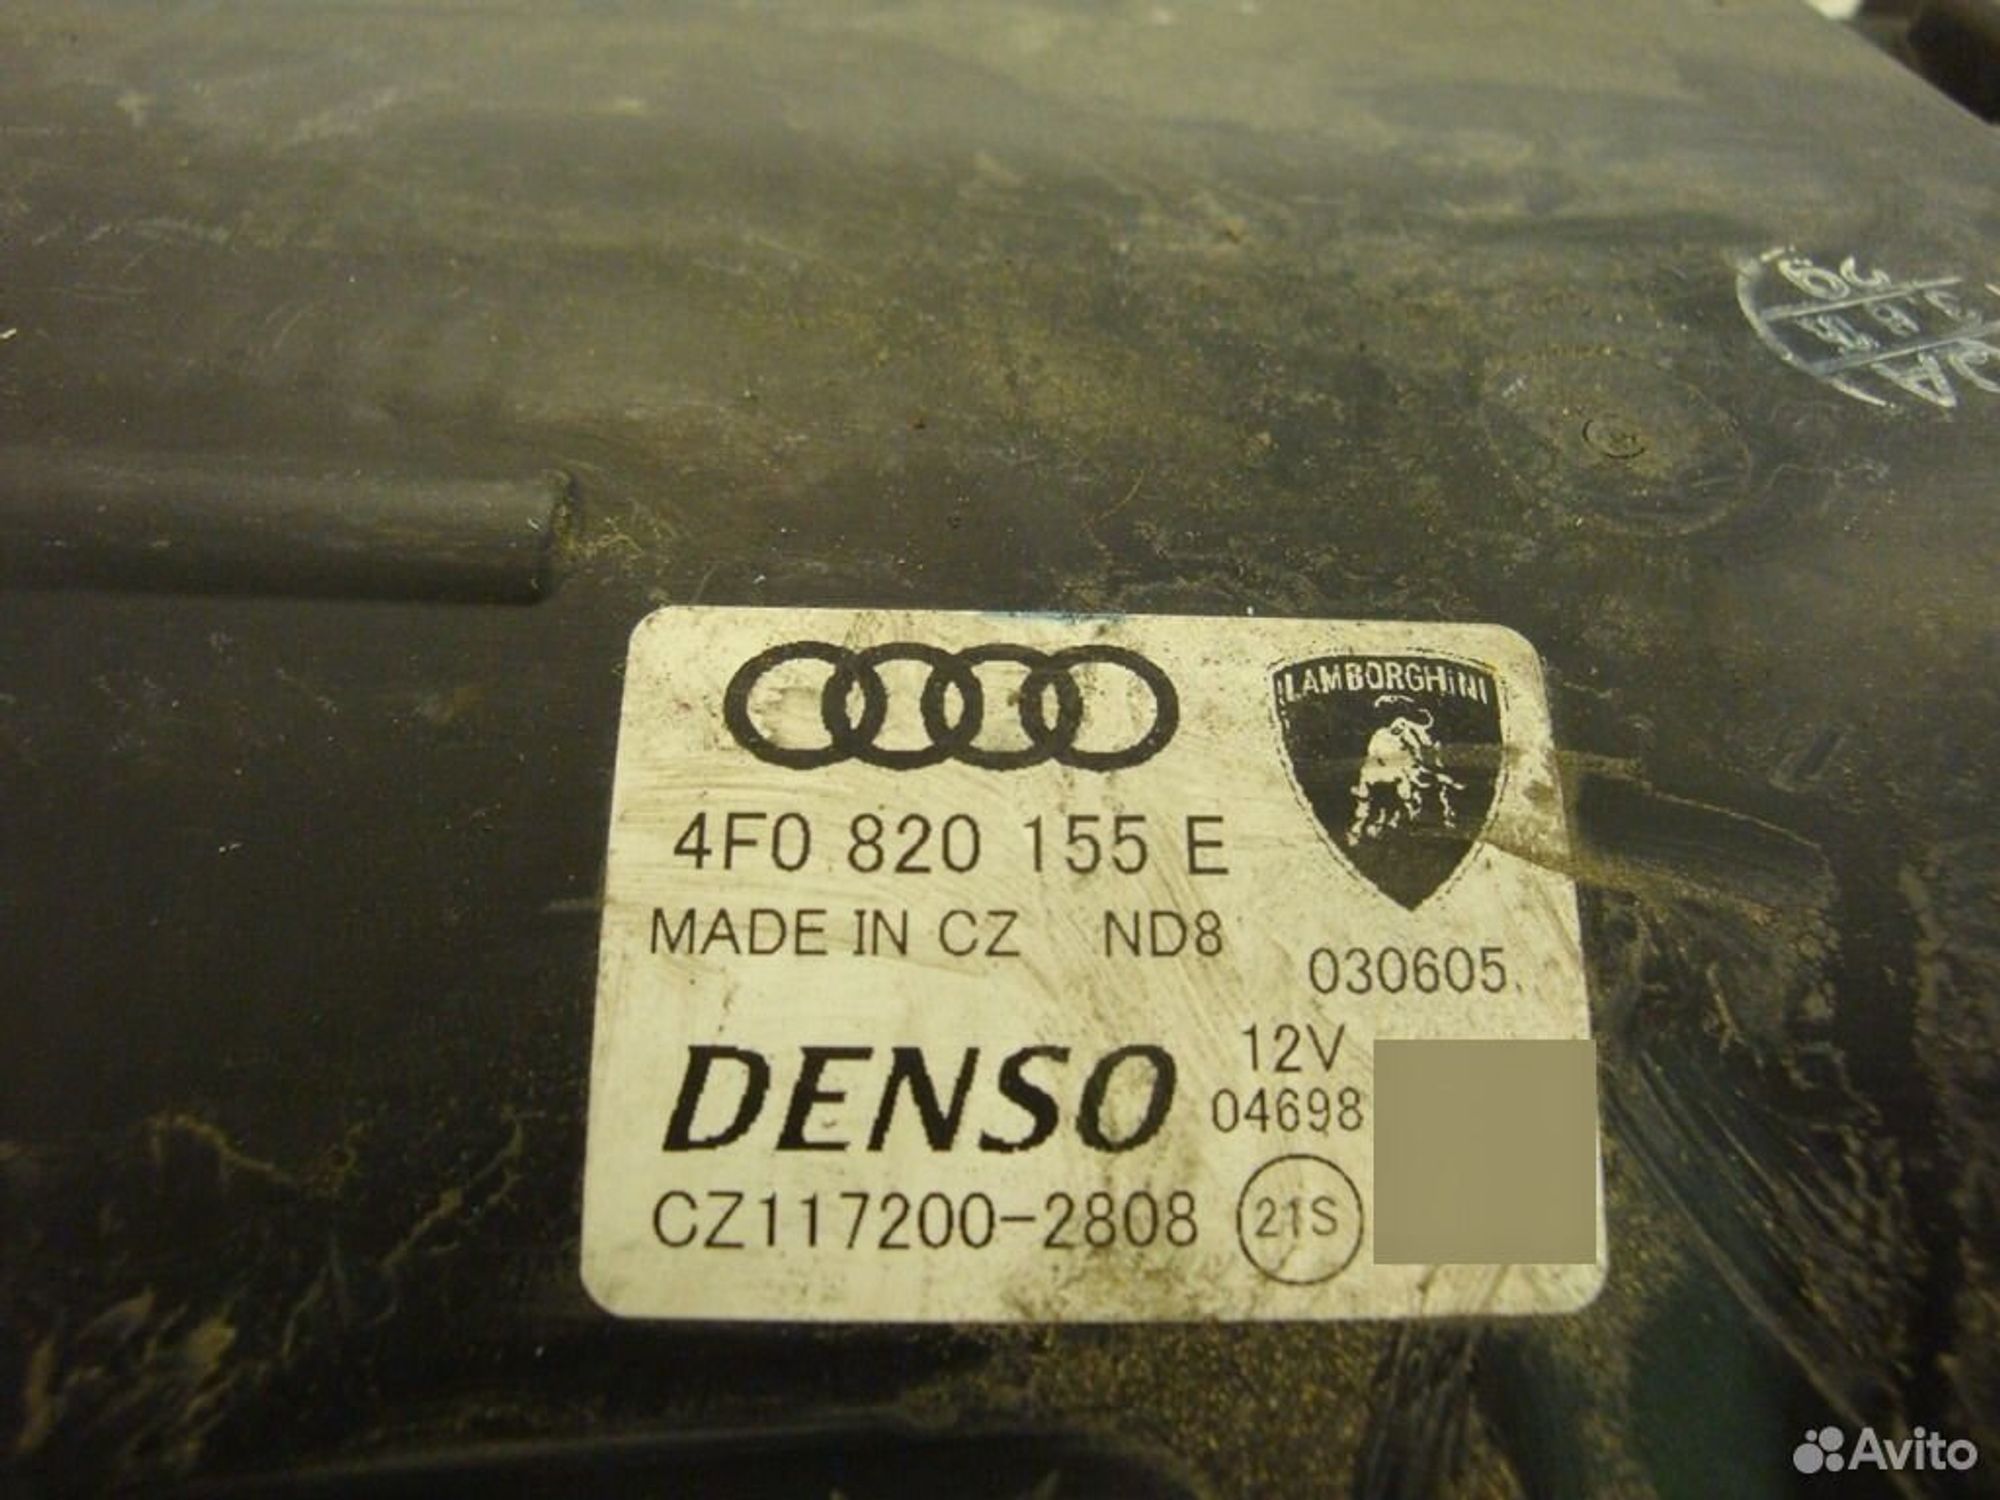 LAMBORGHINI
4F0 820 155 E
MADE IN CZ ND8
030605
DENSO
12V
04698
CZ117200-2808
21S
Avito